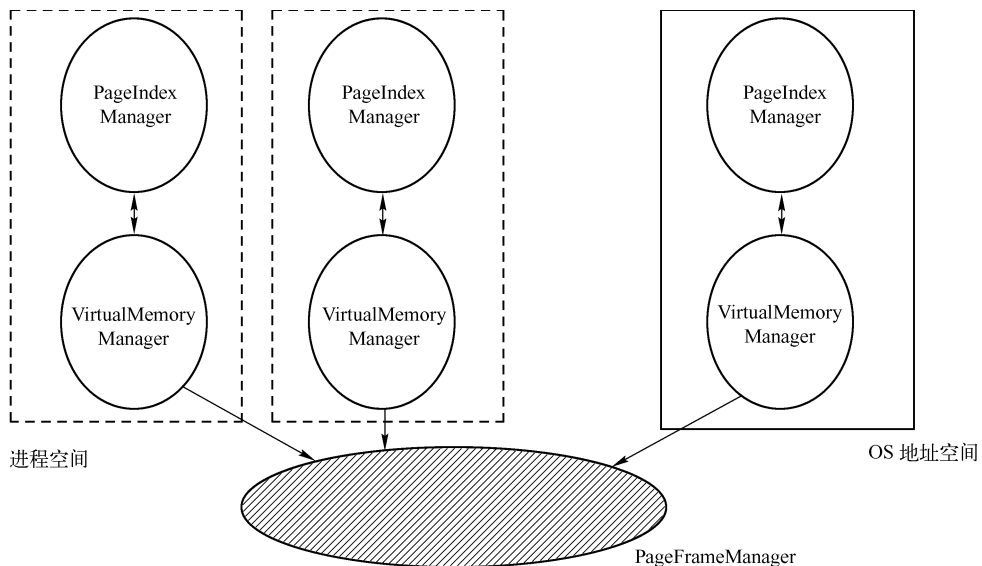 PageIndex
Manager
PageIndex
Manager
PageIndex
Manager
VirtualMemory
Manager
VirtualMemory
Manager
VirtualMemory
Manager
进程空间
OS 地址空间
PageFrameManager